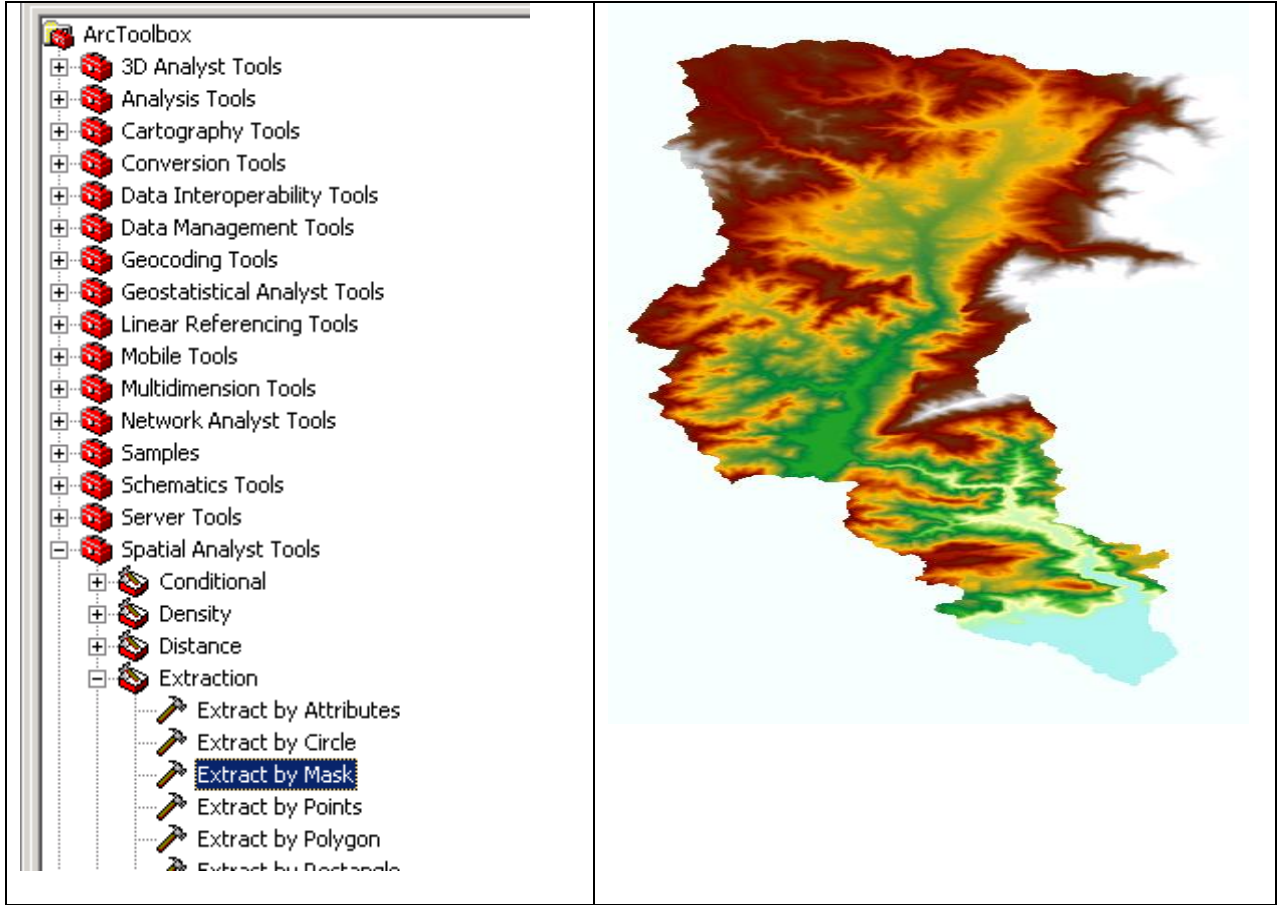 ArcToolbox
3D Analyst Tools
Analysis Tools
Cartography Tools
Conversion Tools
Data Interoperability Tools
Data Management Tools
Geocoding Tools
Geostatistical Analyst Tools
Linear Referencing Tools
Mobile Tools
Multidimension Tools
Network Analyst Tools
Samples
Schematics Tools
Server Tools
Spatial Analyst Tools
Conditional
Density
Distance
Extraction
Extract by Attributes
Extract by Circle
Extract by Mask
Extract by Points
Extract by Polygon
Extract by Rectangle